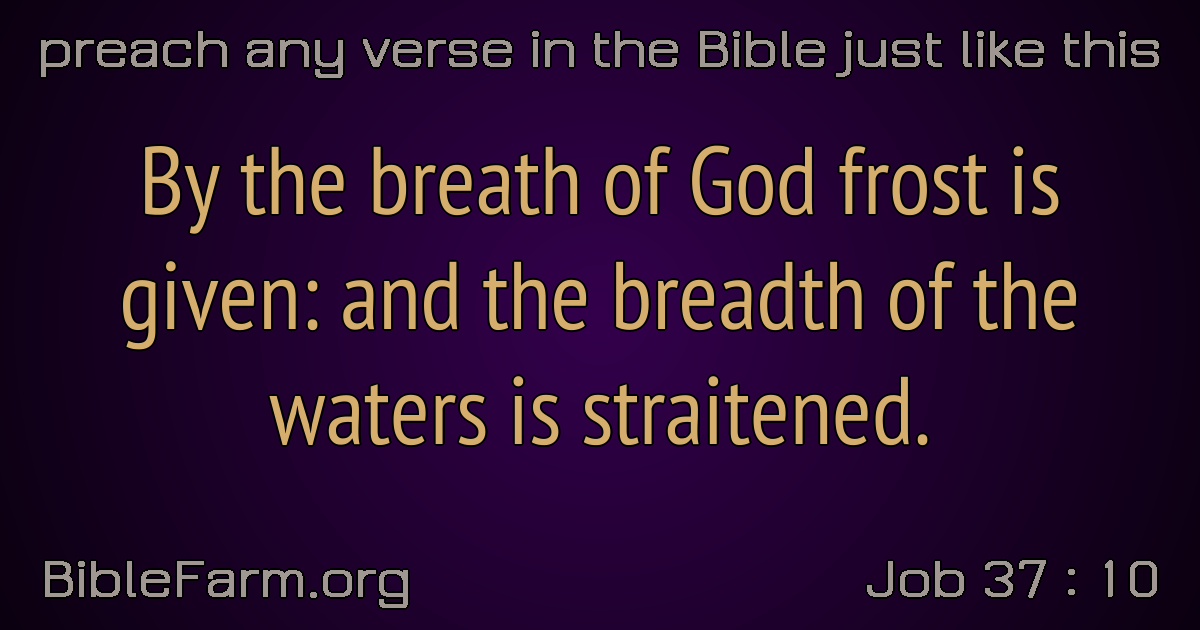 preach any verse in the Bible just like this
By the breath of God frost is
given: and the breadth of the
waters is straitened.
BibleFarm.org
Job 37 : 10